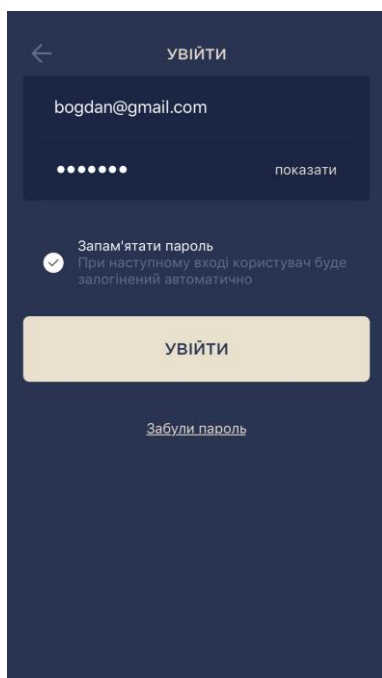 УВІЙТИ
bogdan@gmail.com
●●●●●●● показати
Запам'ятати пароль
При наступному вході користувач буде
залогінений автоматично
УВІЙТИ
Забули пароль